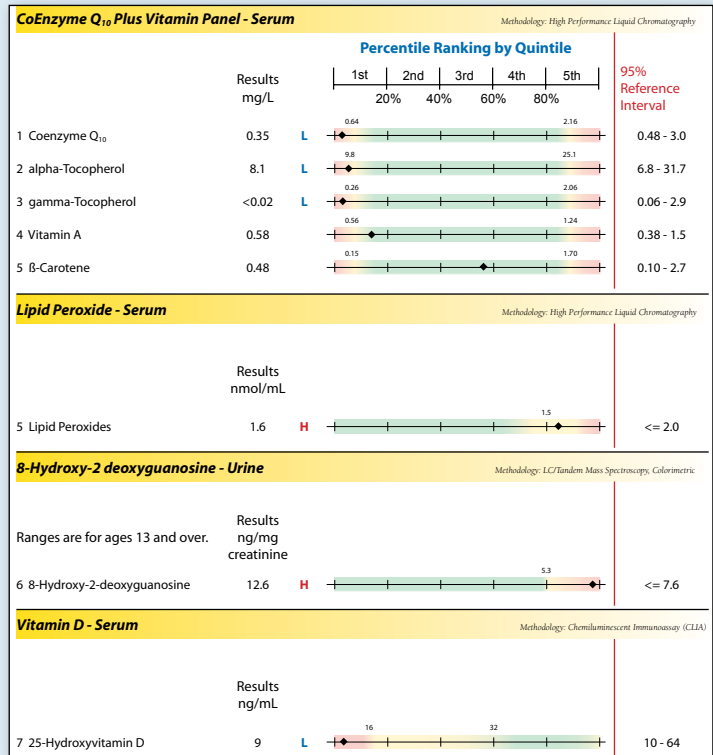 CoEnzyme Q10 Plus Vitamin Panel - Serum Methodology: High Performance Liquid Chromatography
Percentile Ranking by Quintile
Results mg/L 1st 2nd 3rd 4th 5th 95% Reference Interval
20% 40% 60% 80%
0.64 2.16
1 Coenzyme Q10 0.35 L 0.48 - 3.0
9.8 25.1
2 alpha-Tocopherol 8.1 L 6.8 - 31.7
0.26 2.06
3 gamma-Tocopherol <0.02 L 0.06 - 2.9
0.56 1.24
4 Vitamin A 0.58 0.38 - 1.5
0.15 1.70
5 ß-Carotene 0.48 0.10 - 2.7
Lipid Peroxide - Serum Methodology: High Performance Liquid Chromatography
Results
nmol/mL
1.5
5 Lipid Peroxides 1.6 H <= 2.0
8-Hydroxy-2 deoxyguanosine - Urine Methodology: LC/Tandem Mass Spectroscopy, Colorimetric
Results
Ranges are for ages 13 and over. ng/mg
creatinine
5.3
6 8-Hydroxy-2-deoxyguanosine 12.6 H <= 7.6
Vitamin D - Serum Methodology: Chemiluminescent Immunoassay (CLIA)
Results
ng/mL
16 32
7 25-Hydroxyvitamin D 9 L 10 - 64